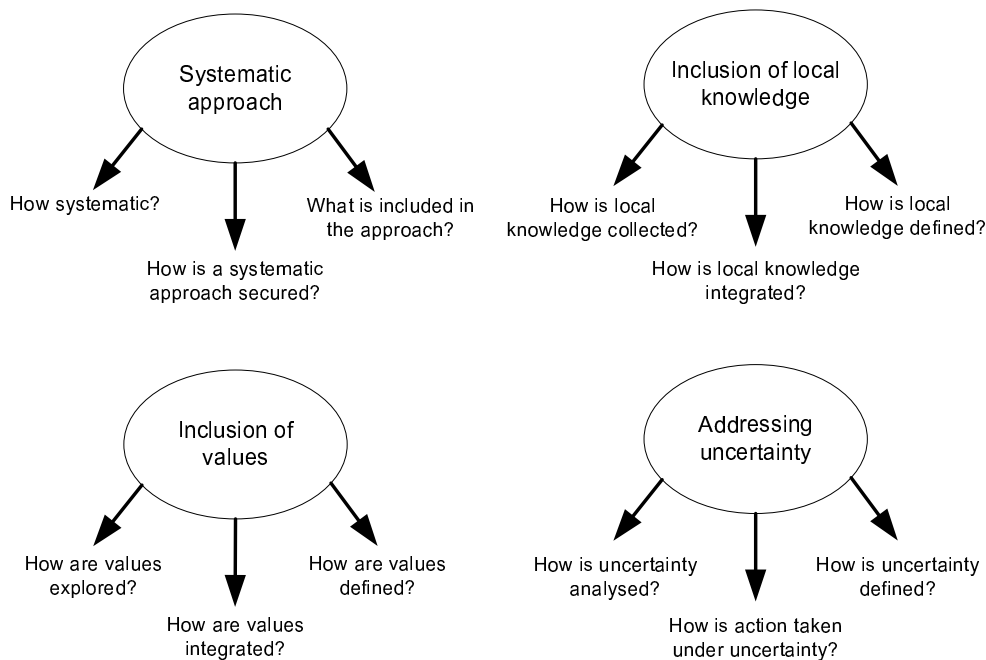 Systematic
approach
How systematic?
How is a systematic
approach secured?
What is included in
the approach?
Inclusion of local
knowledge
How is local
knowledge collected?
How is local knowledge
integrated?
How is local
knowledge defined?
Inclusion of
values
How are values
explored?
How are values
integrated?
How are values
defined?
Addressing
uncertainty
How is uncertainty
analysed?
How is action taken
under uncertainty?
How is uncertainty
defined?